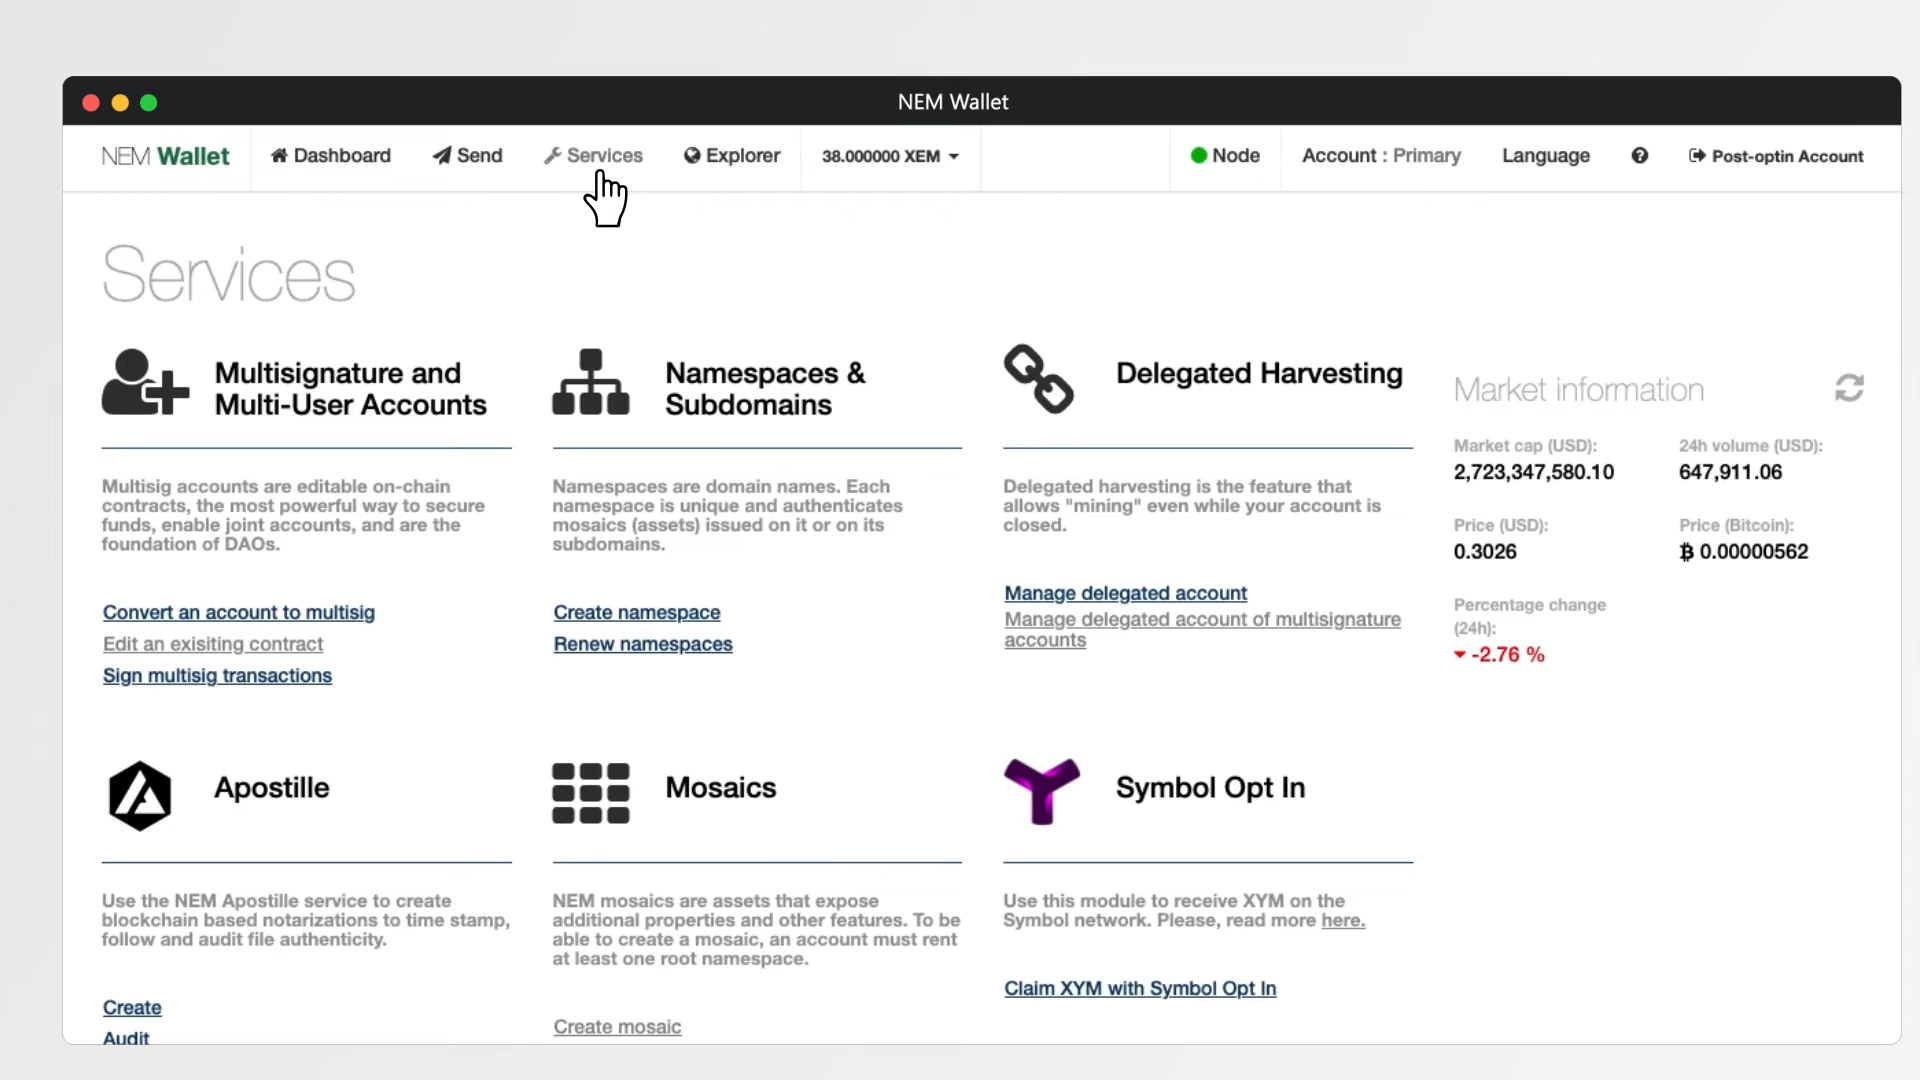 NEM Wallet
NEM Wallet
Dashboard
Send
Services
Explorer
38.000000 XEM
Node
Account : Primary
Language
Post-optin Account
Services
Multisignature and
Multi-User Accounts
Multisig accounts are editable on-chain
contracts, the most powerful way to secure
funds, enable joint accounts, and are the
foundation of DAOs.
Convert an account to multisig
Edit an exisiting contract
Sign multisig transactions
Namespaces &
Subdomains
Namespaces are domain names. Each
namespace is unique and authenticates
mosaics (assets) issued on it or on its
subdomains.
Create namespace
Renew namespaces
Delegated Harvesting
Delegated harvesting is the feature that
allows "mining" even while your account is
closed.
Manage delegated account
Manage delegated account of multisignature
accounts
Market information
Market cap (USD):
2,723,347,580.10
24h volume (USD):
647,911.06
Price (USD):
0.3026
Price (Bitcoin):
₿ 0.00000562
Percentage change
(24h):
-2.76 %
Apostille
Use the NEM Apostille service to create
blockchain based notarizations to time stamp,
follow and audit file authenticity.
Create
Audit
Mosaics
NEM mosaics are assets that expose
additional properties and other features. To be
able to create a mosaic, an account must rent
at least one root namespace.
Create mosaic
Symbol Opt In
Use this module to receive XYM on the
Symbol network. Please, read more here.
Claim XYM with Symbol Opt In